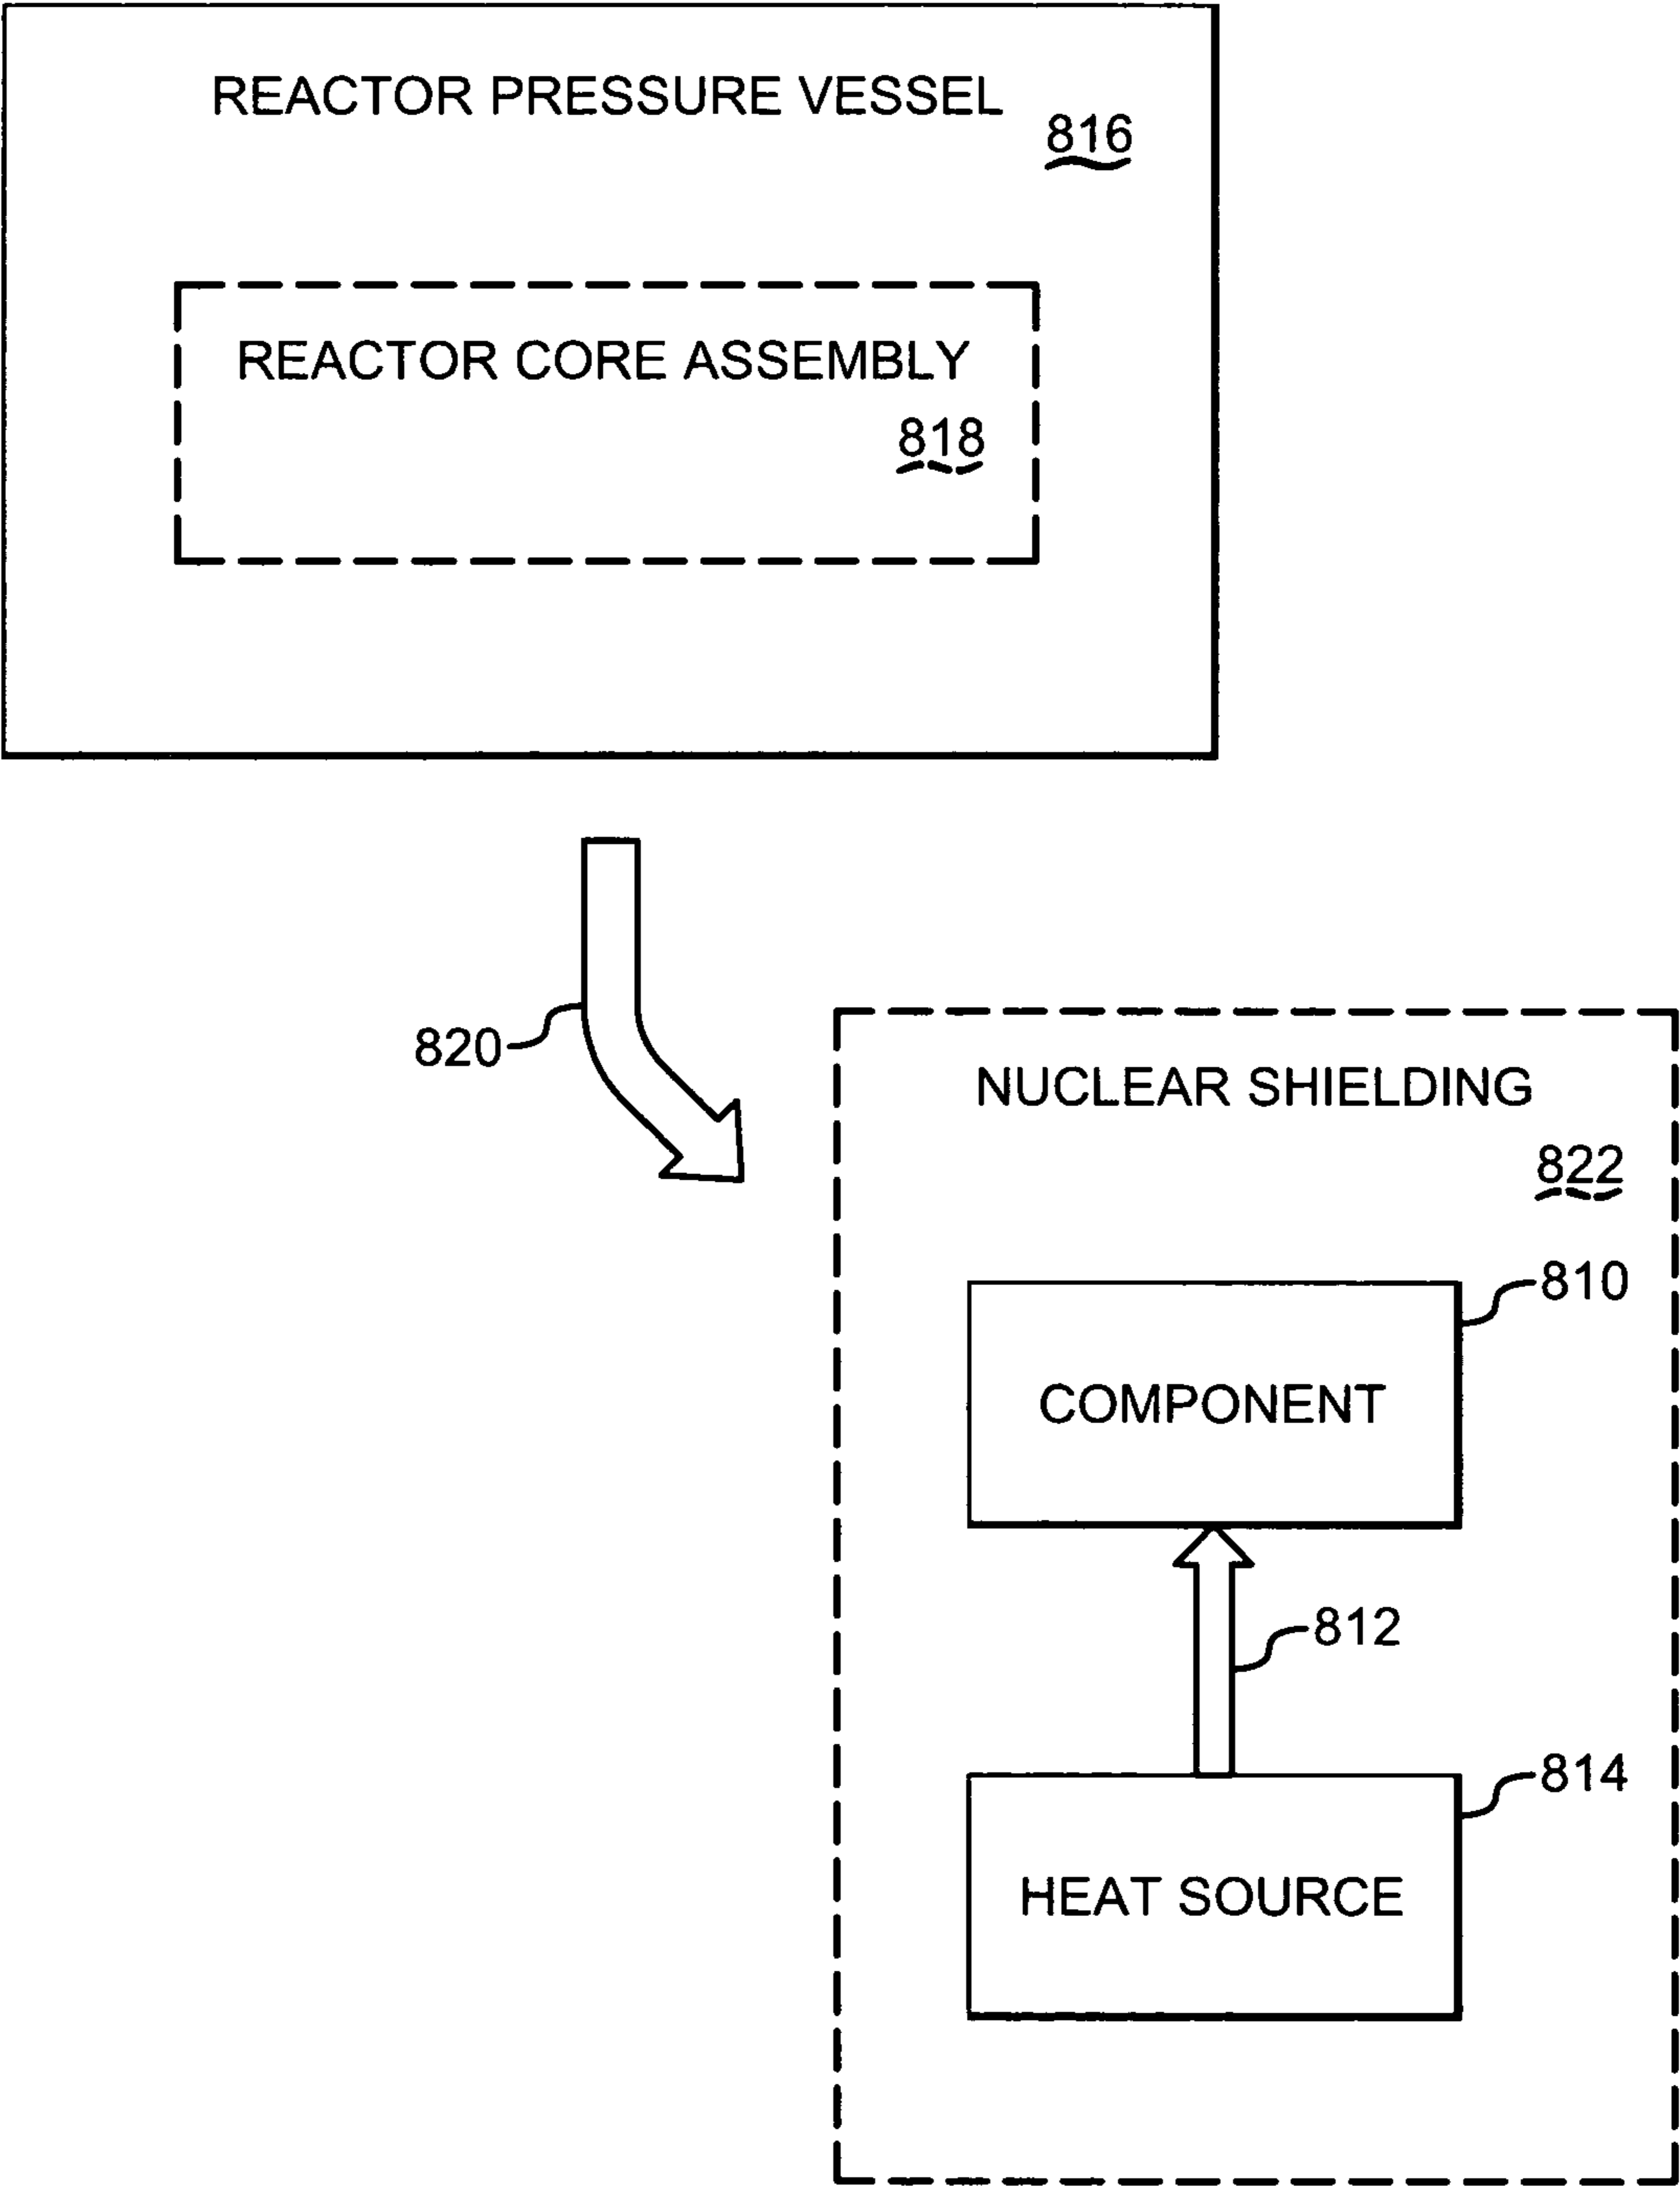 REACTOR PRESSURE VESSEL
816
REACTOR CORE ASSEMBLY
818
820
NUCLEAR SHIELDING
822
810
COMPONENT
812
814
HEAT SOURCE